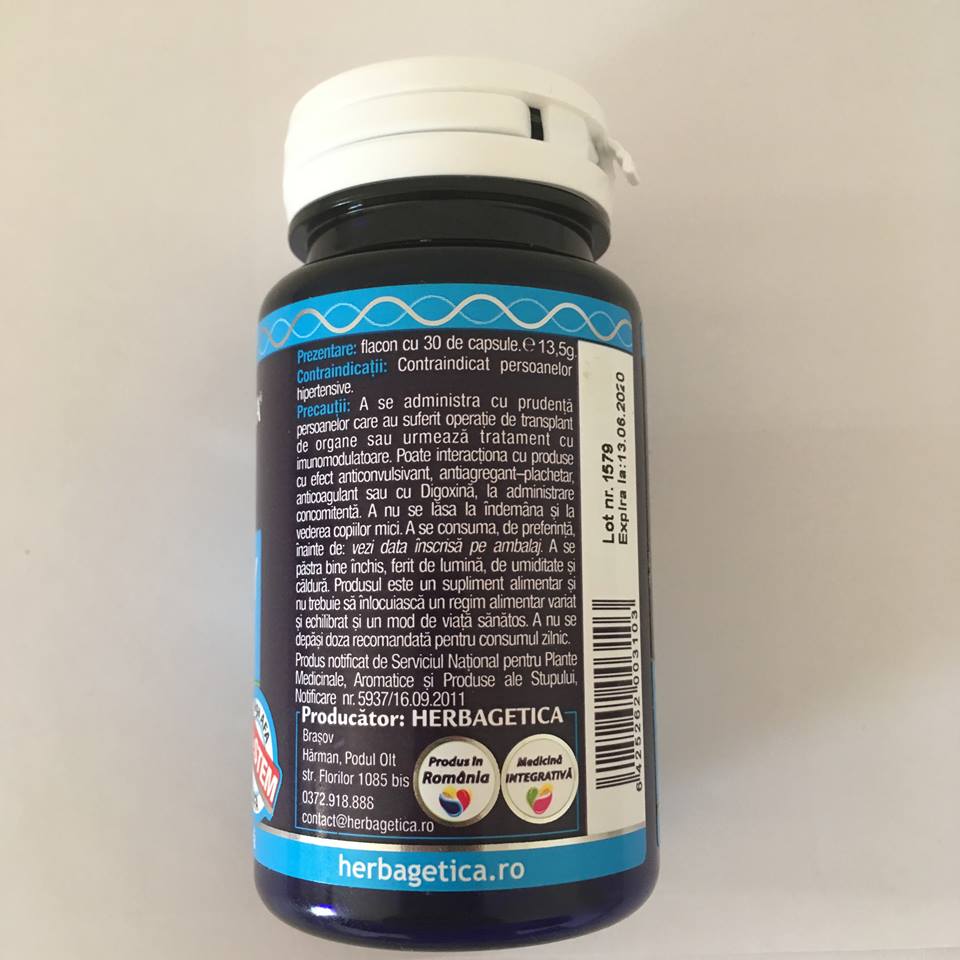 Prezentare: flacon cu 30 de capsule.℮ 13,5g.
Contraindicații: Contraindicat persoanelor
hipertensive.
Precauții: A se administra cu prudență
persoanelor care au suferit operație de transplant
de organe sau urmează tratament cu
imunomodulatoare. Poate interacționa cu produse
cu efect anticonvulsivant, antiagregant–plachetar,
anticoagulant sau cu Digoxină, la administrare
concomitentă. A nu se lăsa la îndemâna și la
vederea copiilor mici. A se consuma, de preferință,
înainte de: vezi data înscrisă pe ambalaj. A se
păstra bine închis, ferit de lumină, de umiditate și
căldură. Produsul este un supliment alimentar și
nu trebuie să înlocuiască un regim alimentar variat
și echilibrat și un mod de viață sănătos. A nu se
depăși doza recomandată pentru consumul zilnic.
Produs notificat de Serviciul Național pentru Plante
Medicinale, Aromatice și Produse ale Stupului,
Notificare nr. 5937/16.09.2011
Producător: HERBAGETICA
Brașov
Hărman, Podul Olt
str. Florilor 1085 bis
0372.918.886
contact@herbagetica.ro
Produs în
România
Medicină
INTEGRATIVĂ
herbagetica.ro
Lot nr. 1579
Expira la:13.06.2020
6 425262 003103
STEM